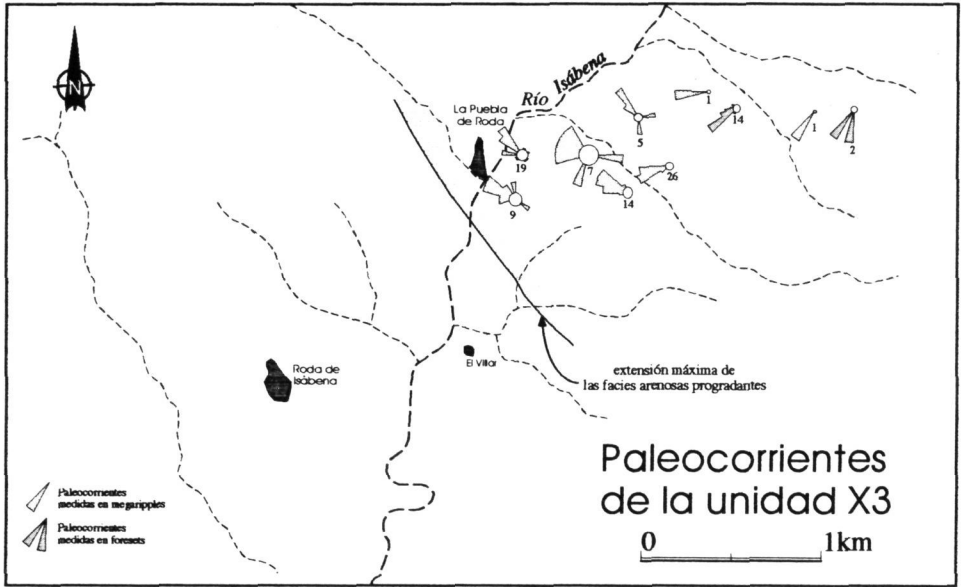 N
La Puebla
de Roda
Río Isábena
1
14
5
1
2
19
7
26
14
9
El Villar
Roda de
Isábena
extensión máxima de
las facies arenosas progradantes
Paleocorrientes
medidas en megaripples
Paleocorrientes
medidas en foresets
Paleocorrientes
de la unidad X3
0
1km